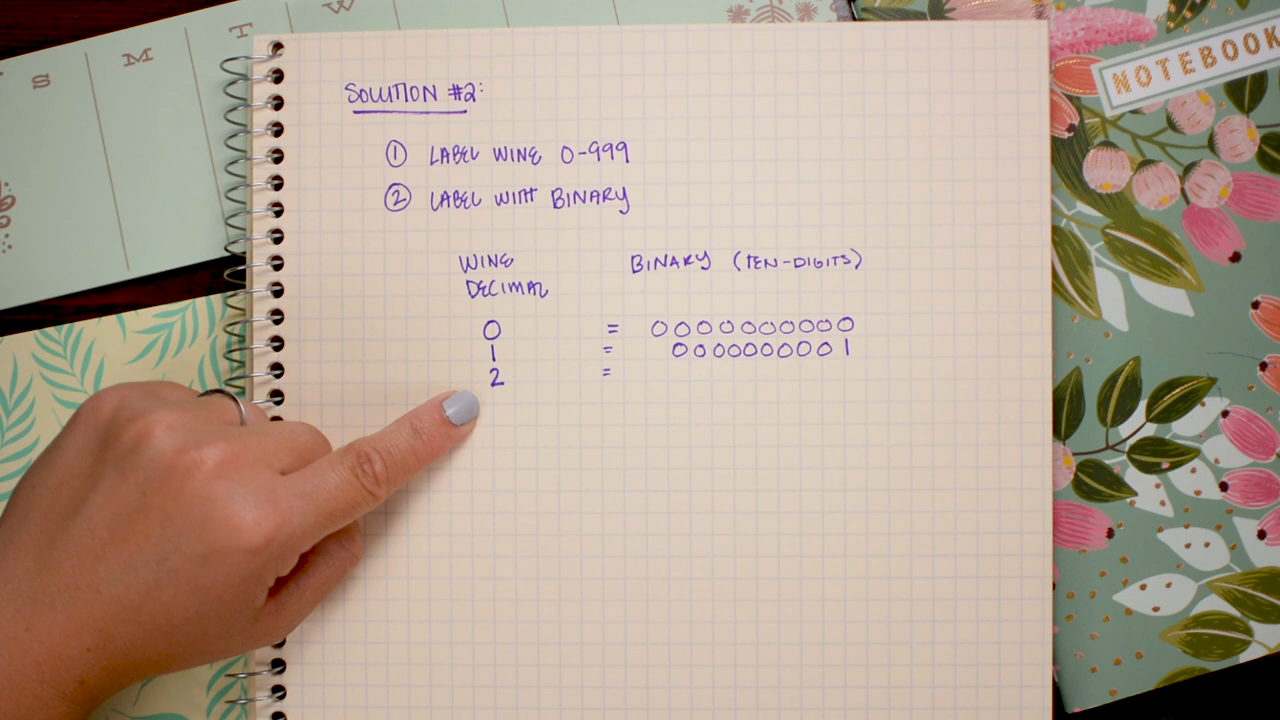 S M T W
NOTEBOOK
SOLUTION #2:
① LABEL WINE 0-999
② LABEL WITH BINARY
WINE DECIMAL
BINARY (TEN-DIGITS)
0 = 0000000000
1 = 0000000001
2 =